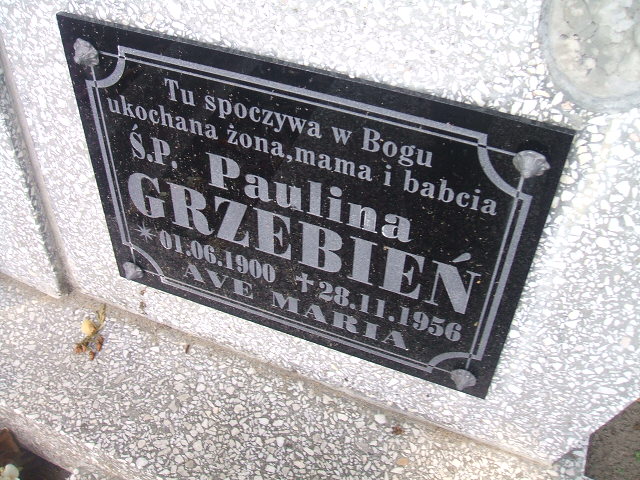 Tu spoczywa w Bogu
ukochana żona, mama i babcia
Ś.P. Paulina
GRZEBIEŃ
* 01.06.1900 ✝ 28.11.1956
AVE MARIA